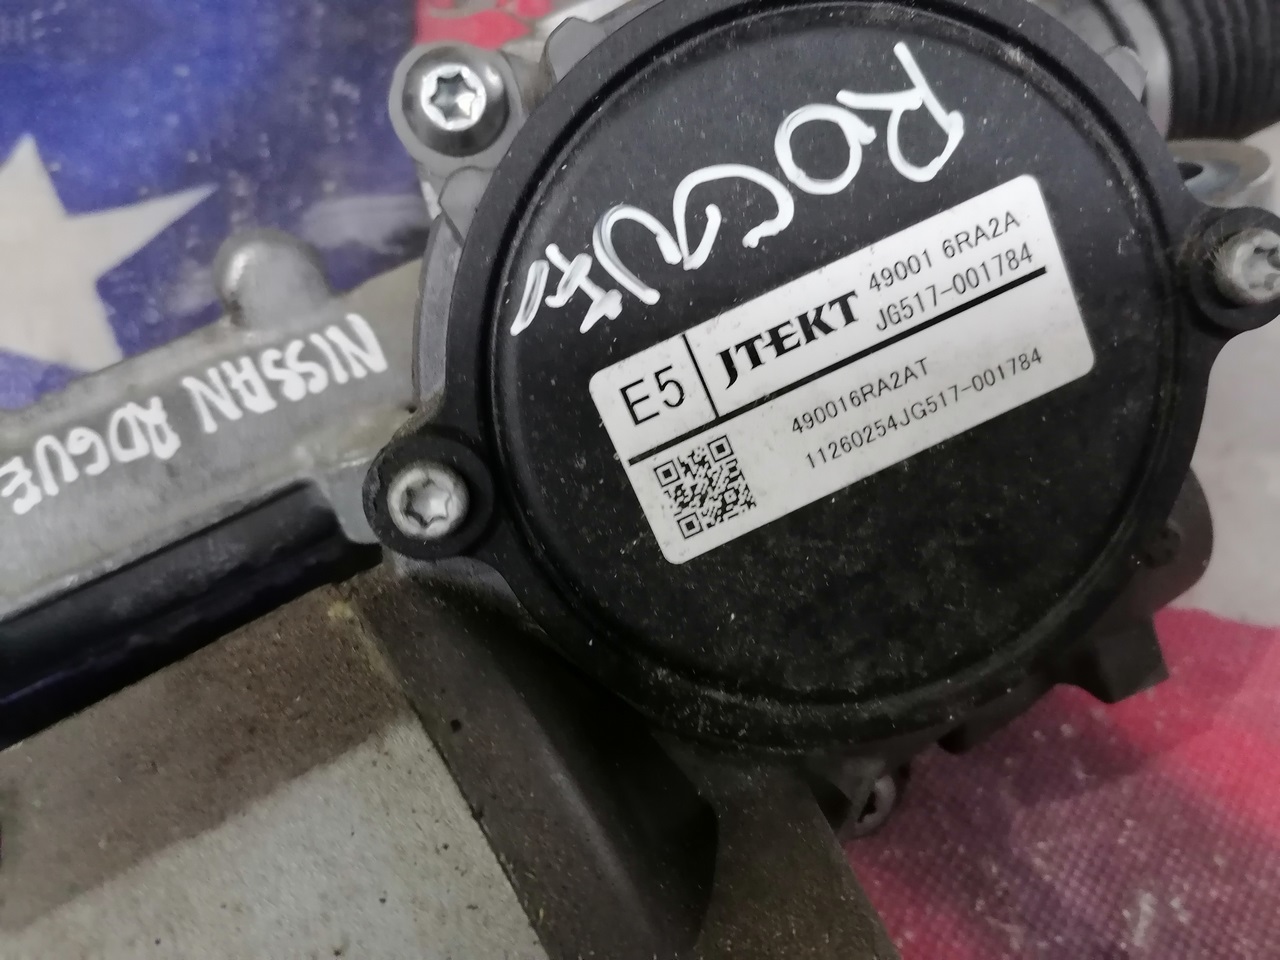 ROGUE
E5
JTEKT
49001 6RA2A
JG517-001784
490016RA2AT
11260254JG517-001784
NISSAN ROGUE